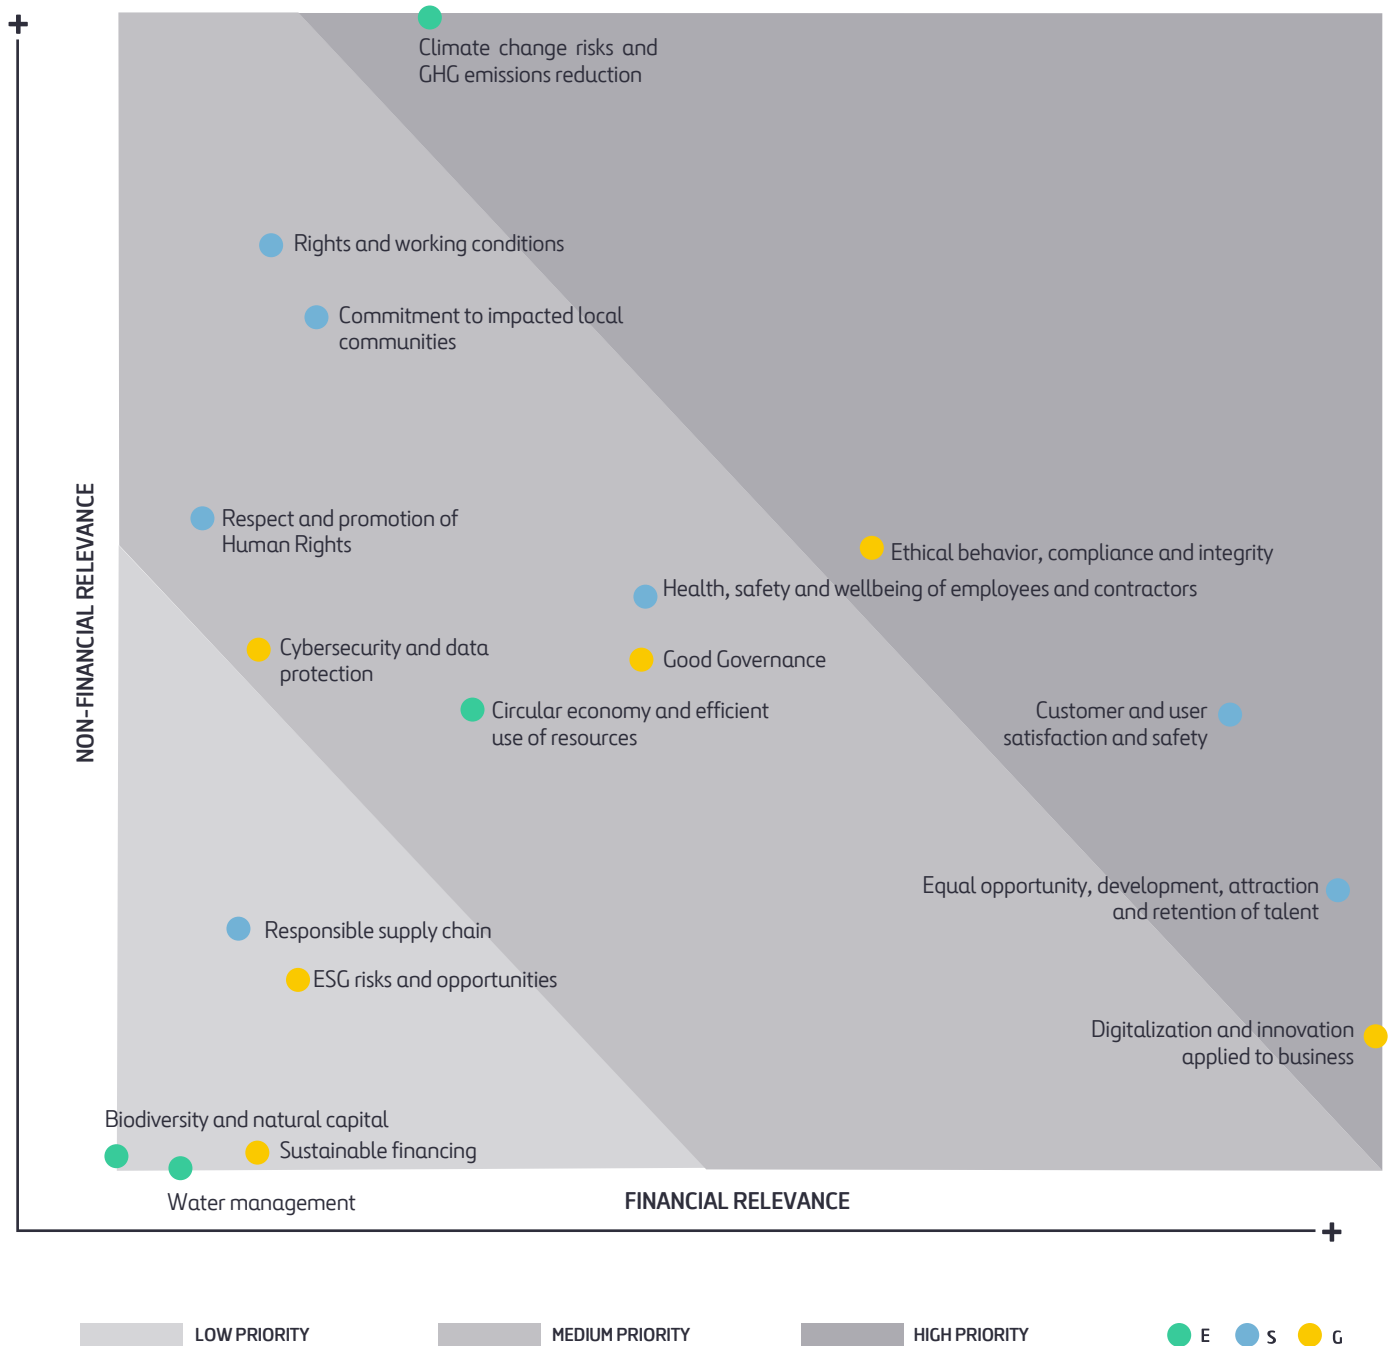 Climate change risks and
GHG emissions reduction
Rights and working conditions
Commitment to impacted local
communities
Respect and promotion of
Human Rights
Ethical behavior, compliance and integrity
Health, safety and wellbeing of employees and contractors
Cybersecurity and data
protection
Good Governance
Circular economy and efficient
use of resources
Customer and user
satisfaction and safety
Equal opportunity, development, attraction
and retention of talent
Responsible supply chain
ESG risks and opportunities
Digitalization and innovation
applied to business
Biodiversity and natural capital
Sustainable financing
Water management
NON-FINANCIAL RELEVANCE
FINANCIAL RELEVANCE
+
+
LOW PRIORITY
MEDIUM PRIORITY
HIGH PRIORITY
E
S
G